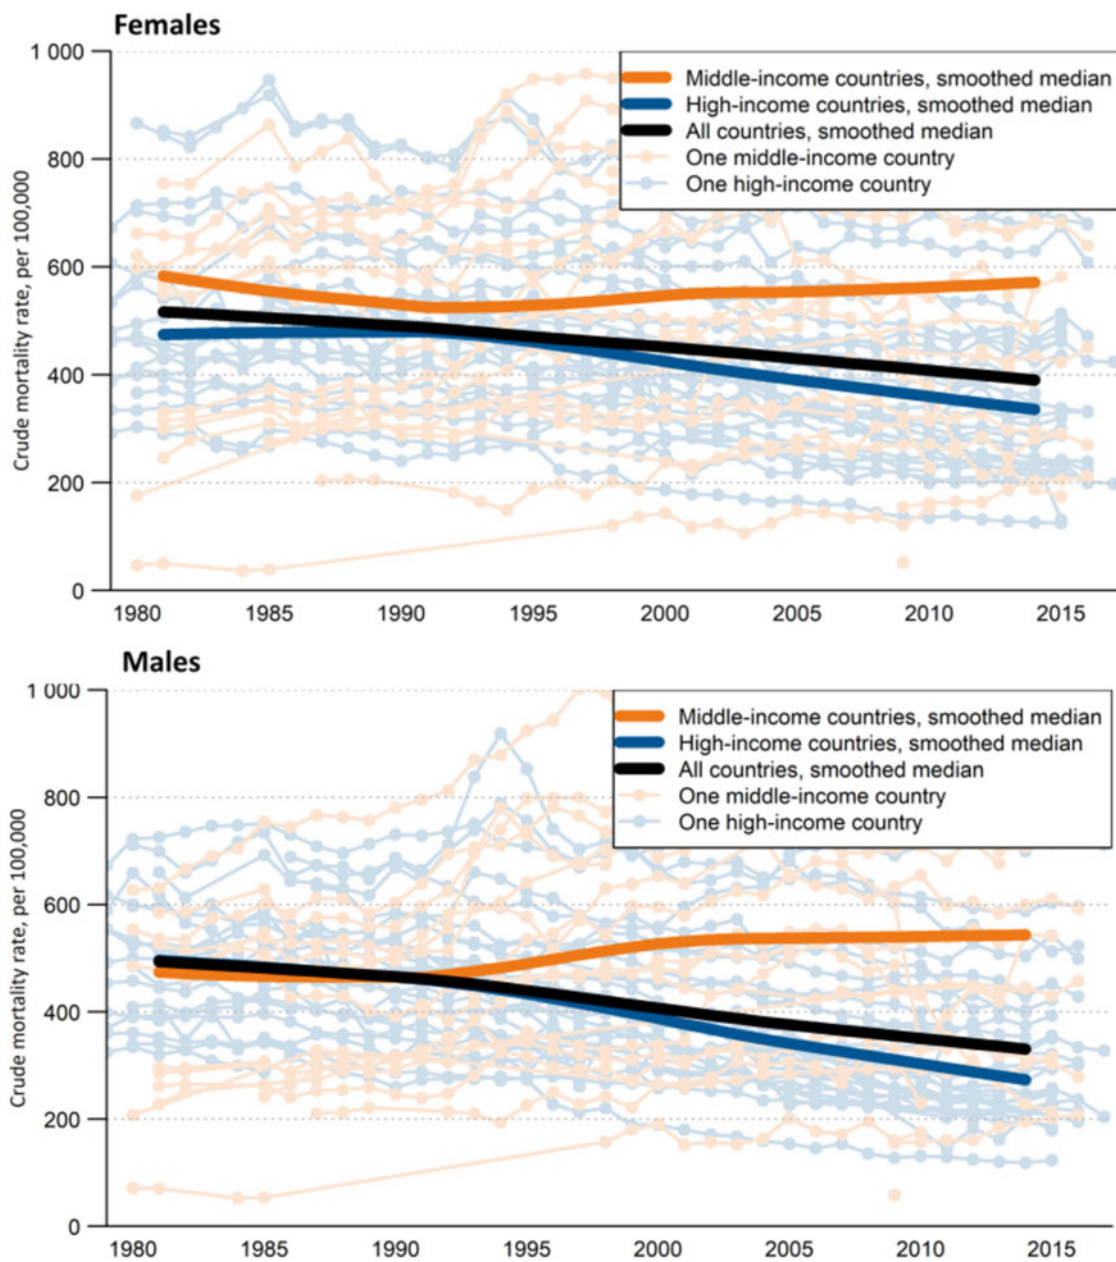 Females
Crude mortality rate, per 100,000
1 000
800
600
400
200
0
Middle-income countries, smoothed median
High-income countries, smoothed median
All countries, smoothed median
One middle-income country
One high-income country
1980 1985 1990 1995 2000 2005 2010 2015
Males
Crude mortality rate, per 100,000
1 000
800
600
400
200
0
Middle-income countries, smoothed median
High-income countries, smoothed median
All countries, smoothed median
One middle-income country
One high-income country
1980 1985 1990 1995 2000 2005 2010 2015